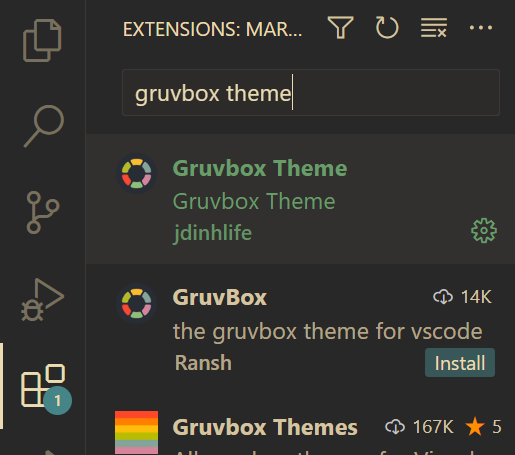 EXTENSIONS: MAR...
gruvbox theme
Gruvbox Theme
Gruvbox Theme
jdinhlife
GruvBox 14K
the gruvbox theme for vscode
Ransh Install
1
Gruvbox Themes 167K 5